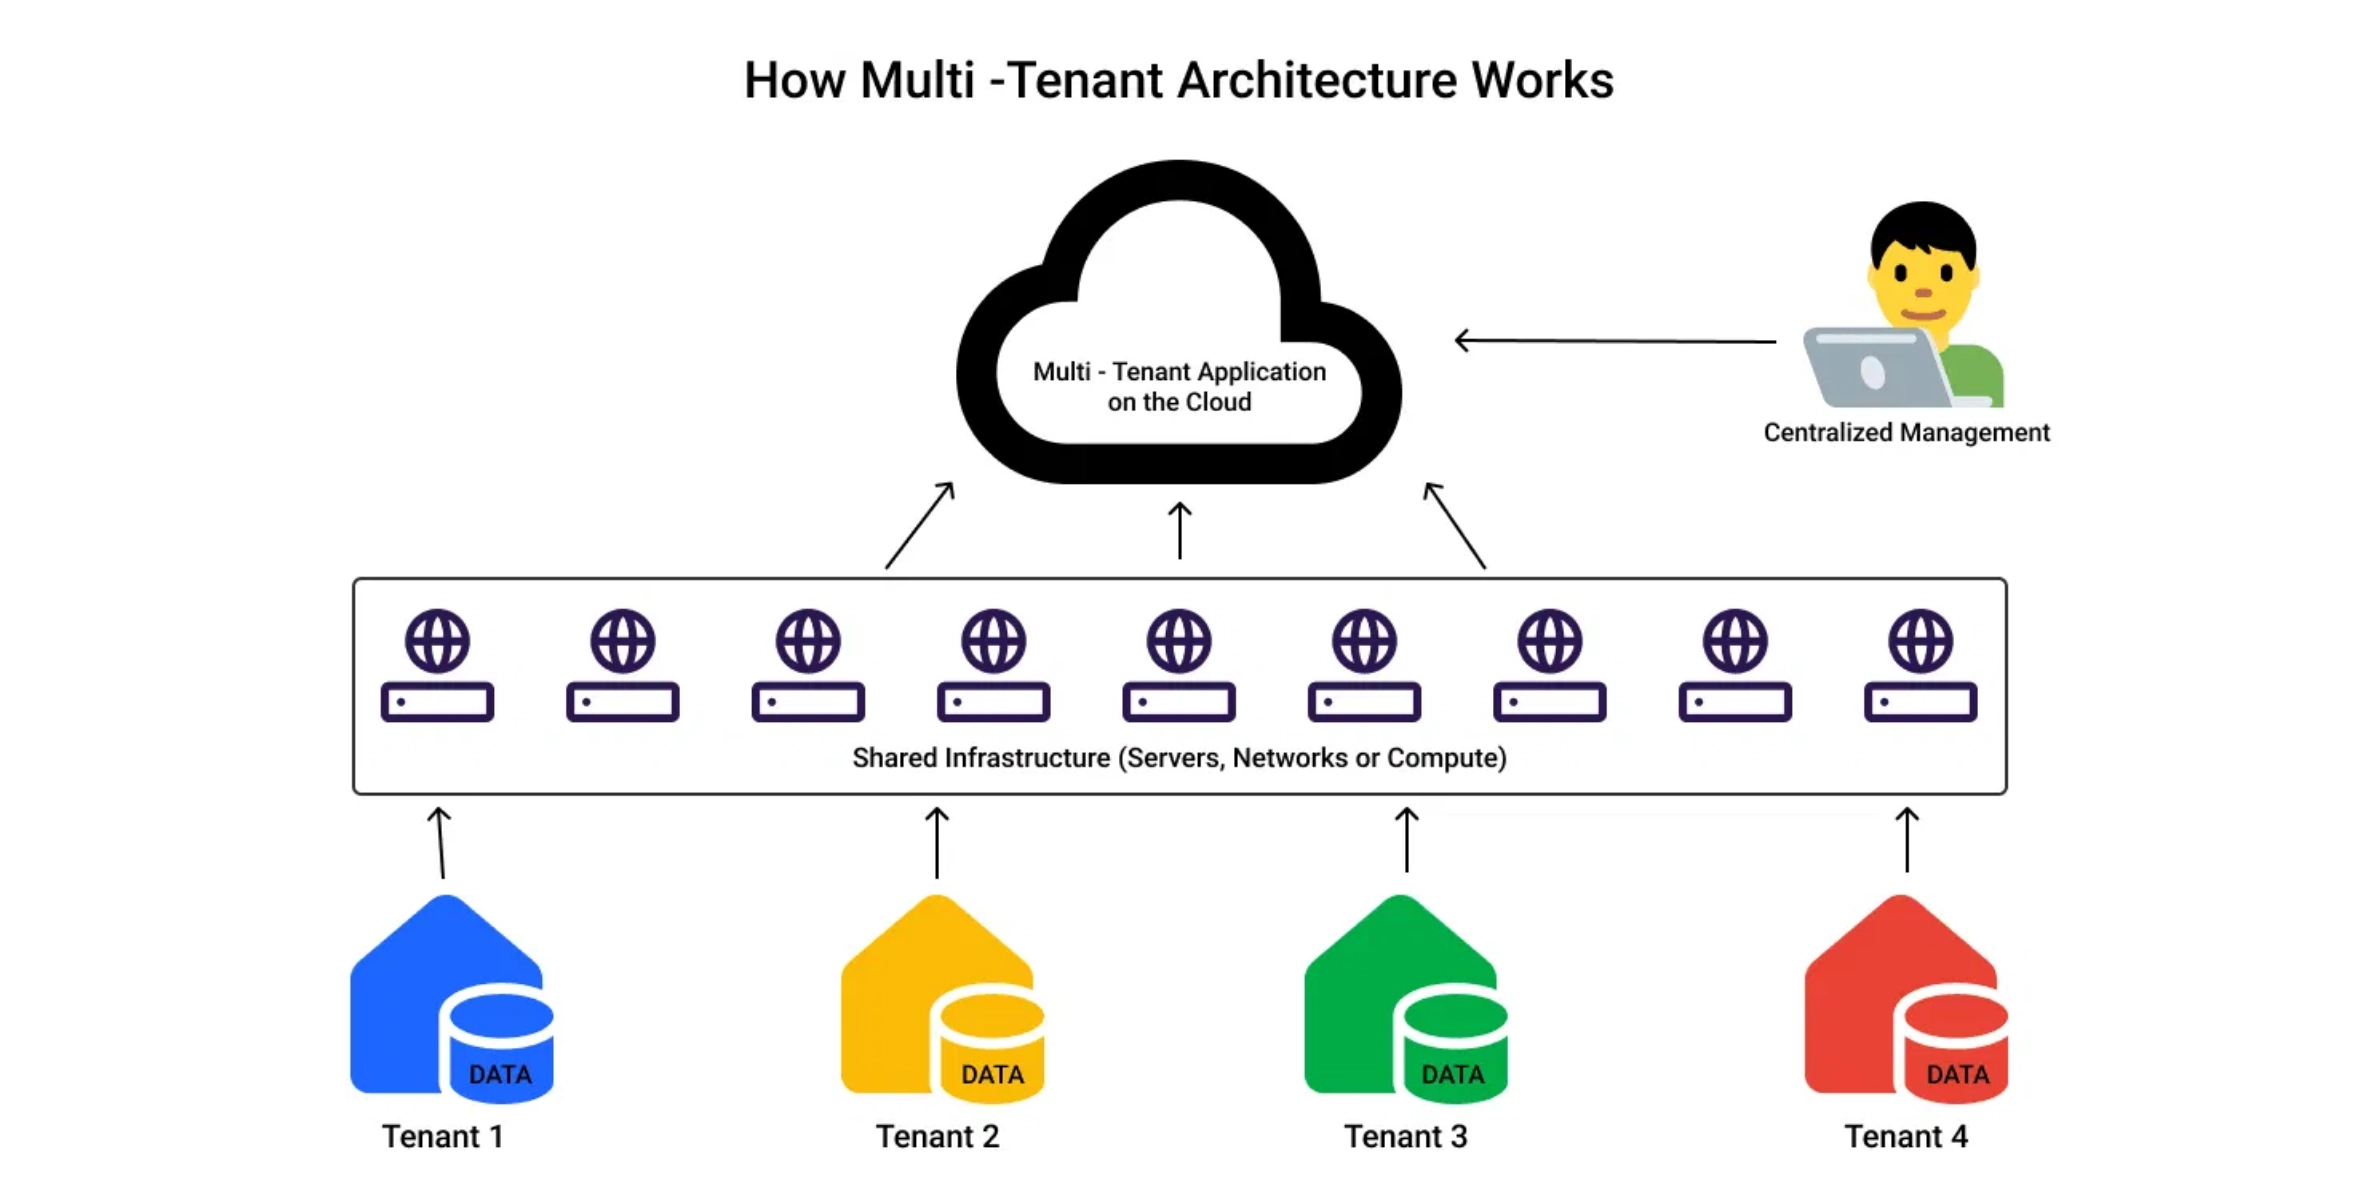 How Multi -Tenant Architecture Works
Multi - Tenant Application
on the Cloud
Centralized Management
Shared Infrastructure (Servers, Networks or Compute)
DATA
DATA
DATA
DATA
Tenant 1
Tenant 2
Tenant 3
Tenant 4